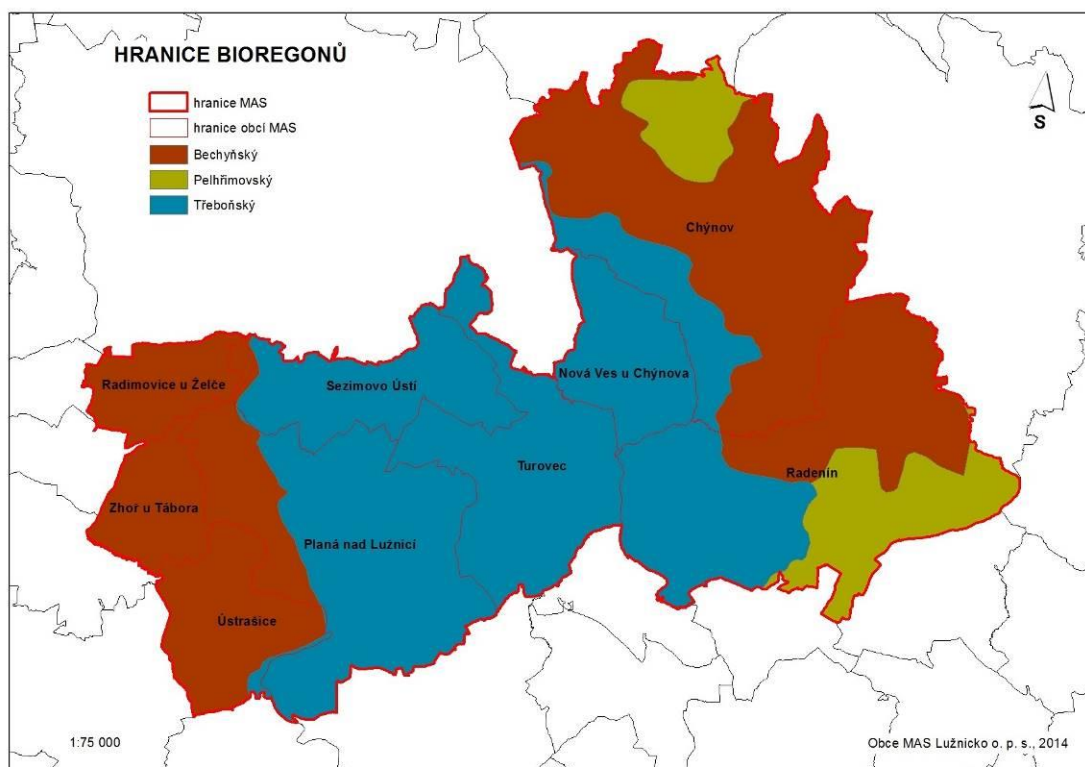 HRANICE BIOREGONŮ
hranice MAS
hranice obcí MAS
Bechyňský
Pelhřimovský
Třeboňský
S
Chýnov
Radimovice u Želče
Sezimovo Ústí
Nová Ves u Chýnova
Turovec
Radenín
Zhoř u Tábora
Planá nad Lužnicí
Ústrašice
1:75 000
Obce MAS Lužnicko o. p. s., 2014